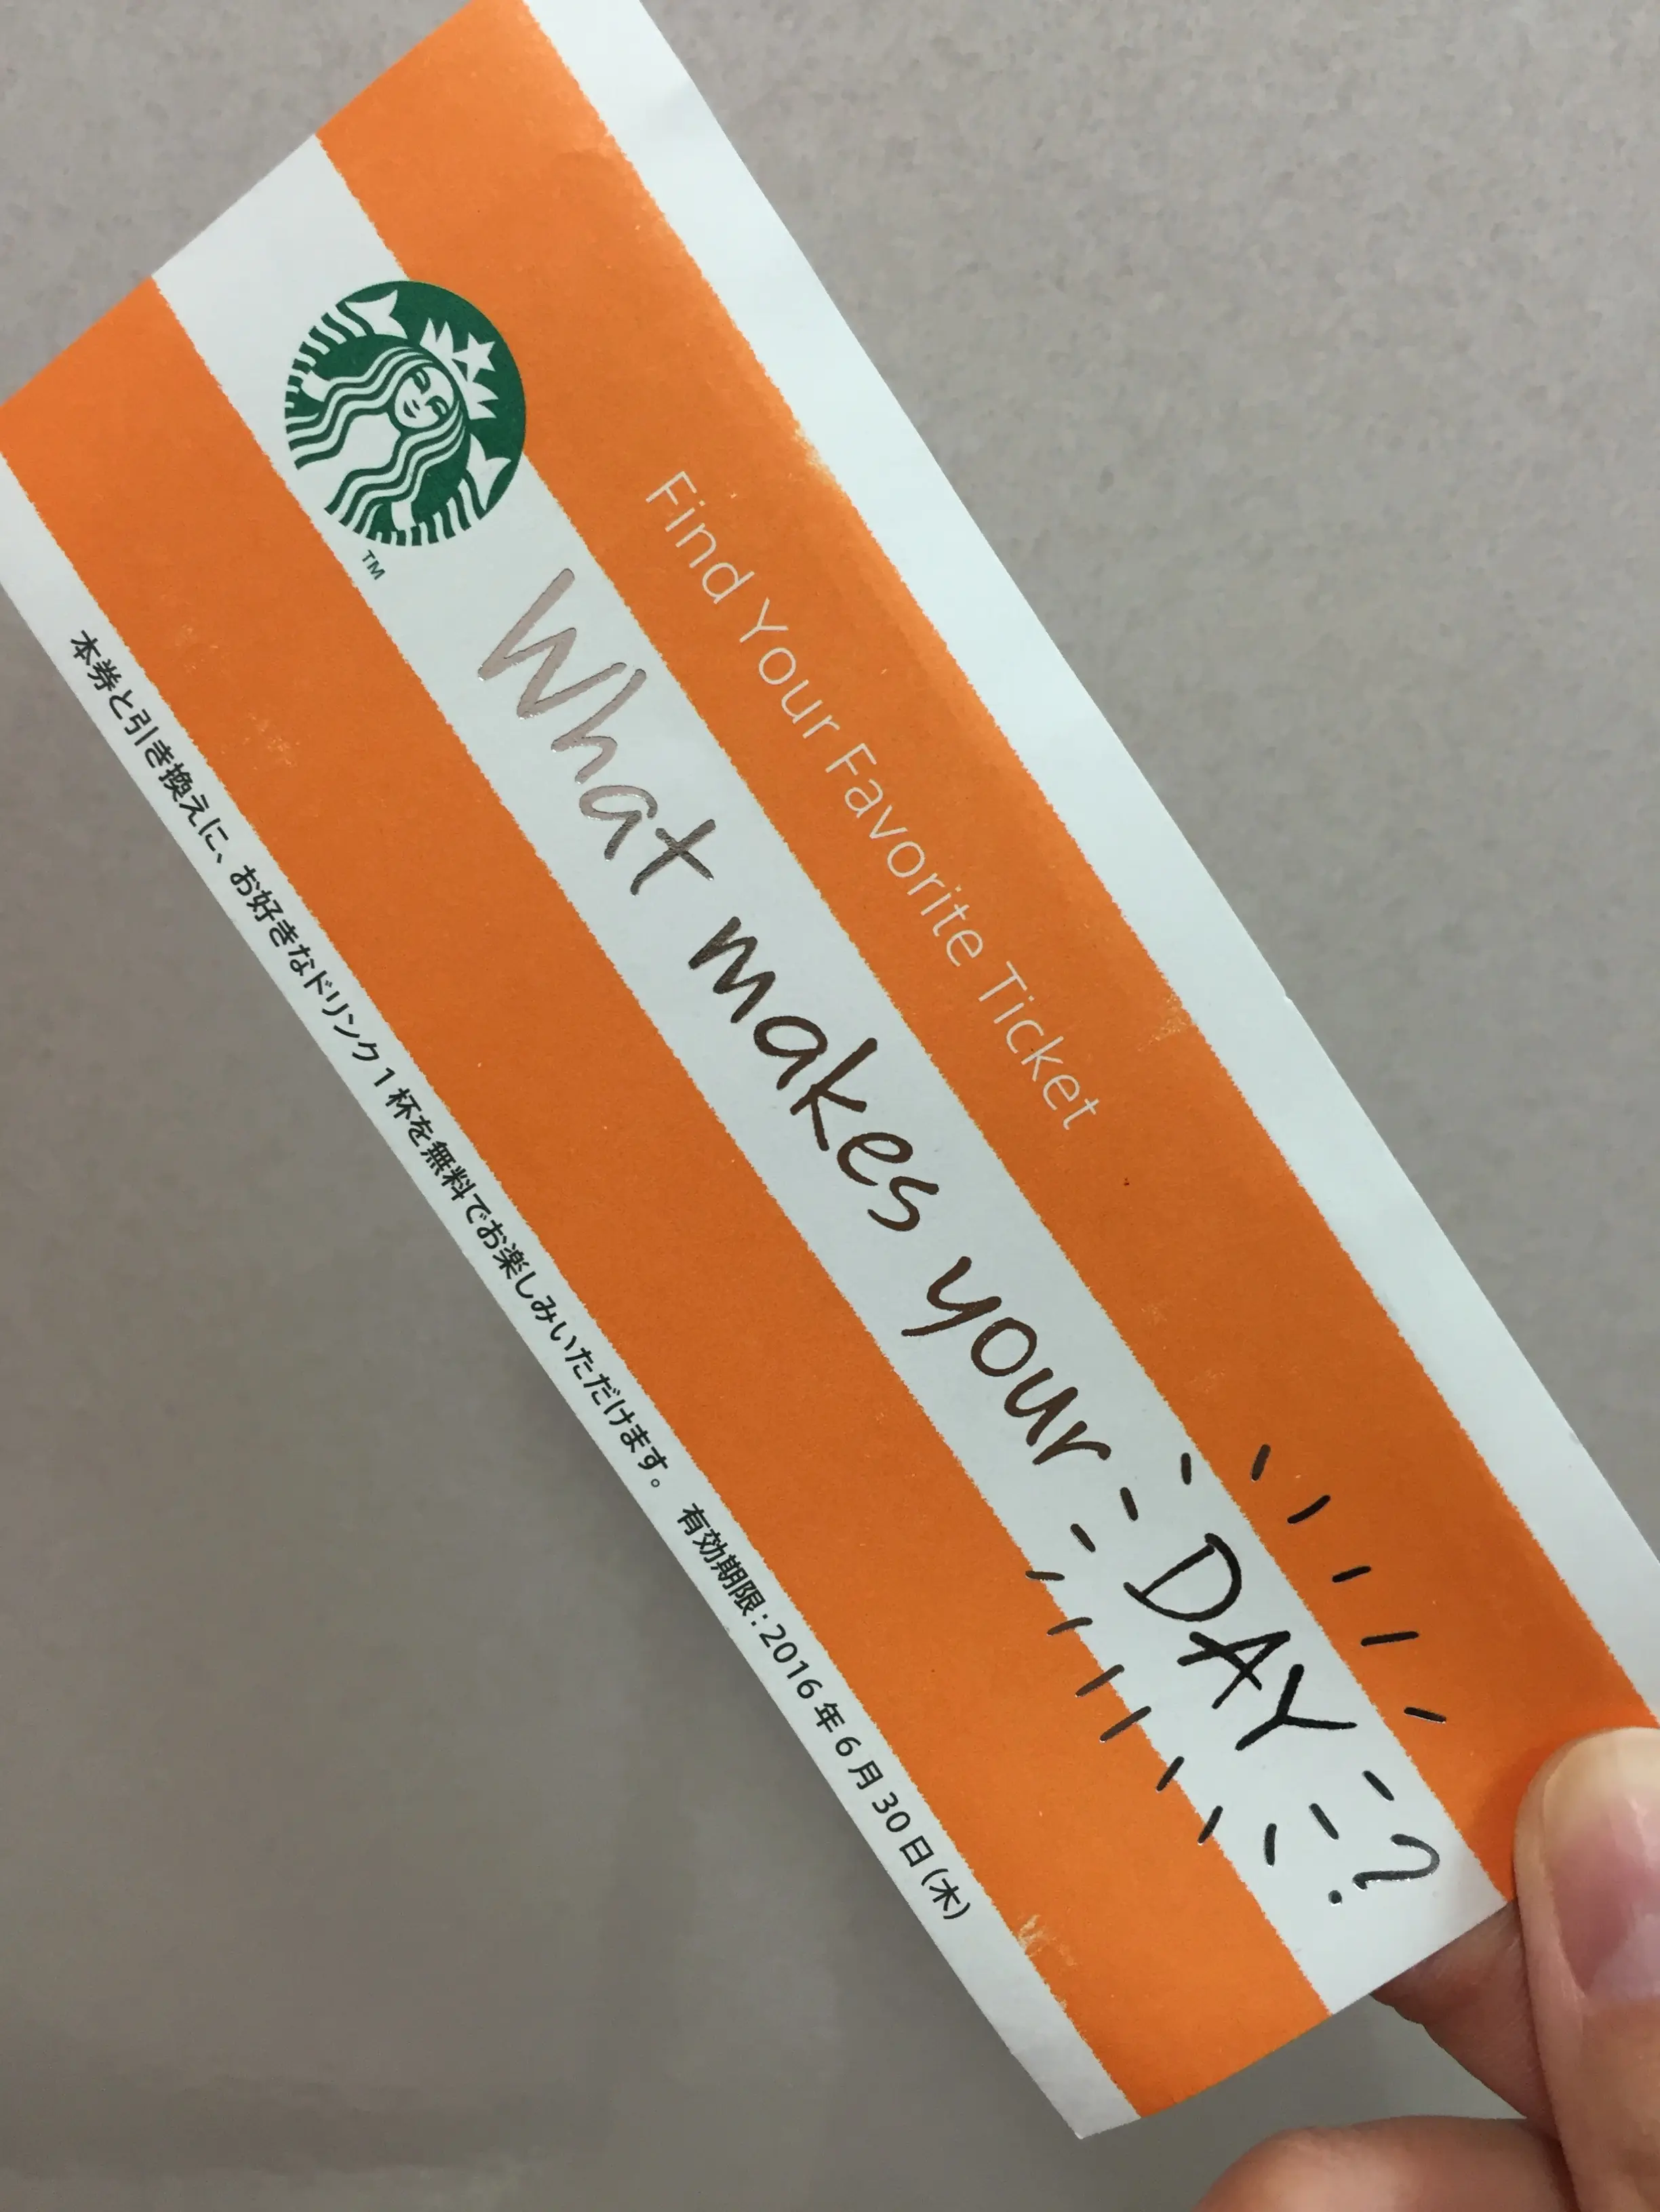 Find Your Favorite Ticket
What makes your DAY?
TM
本券と引き換えに、お好きなドリンク1杯を無料でお楽しみいただけます。 有効期限：2016年6月30日（木）